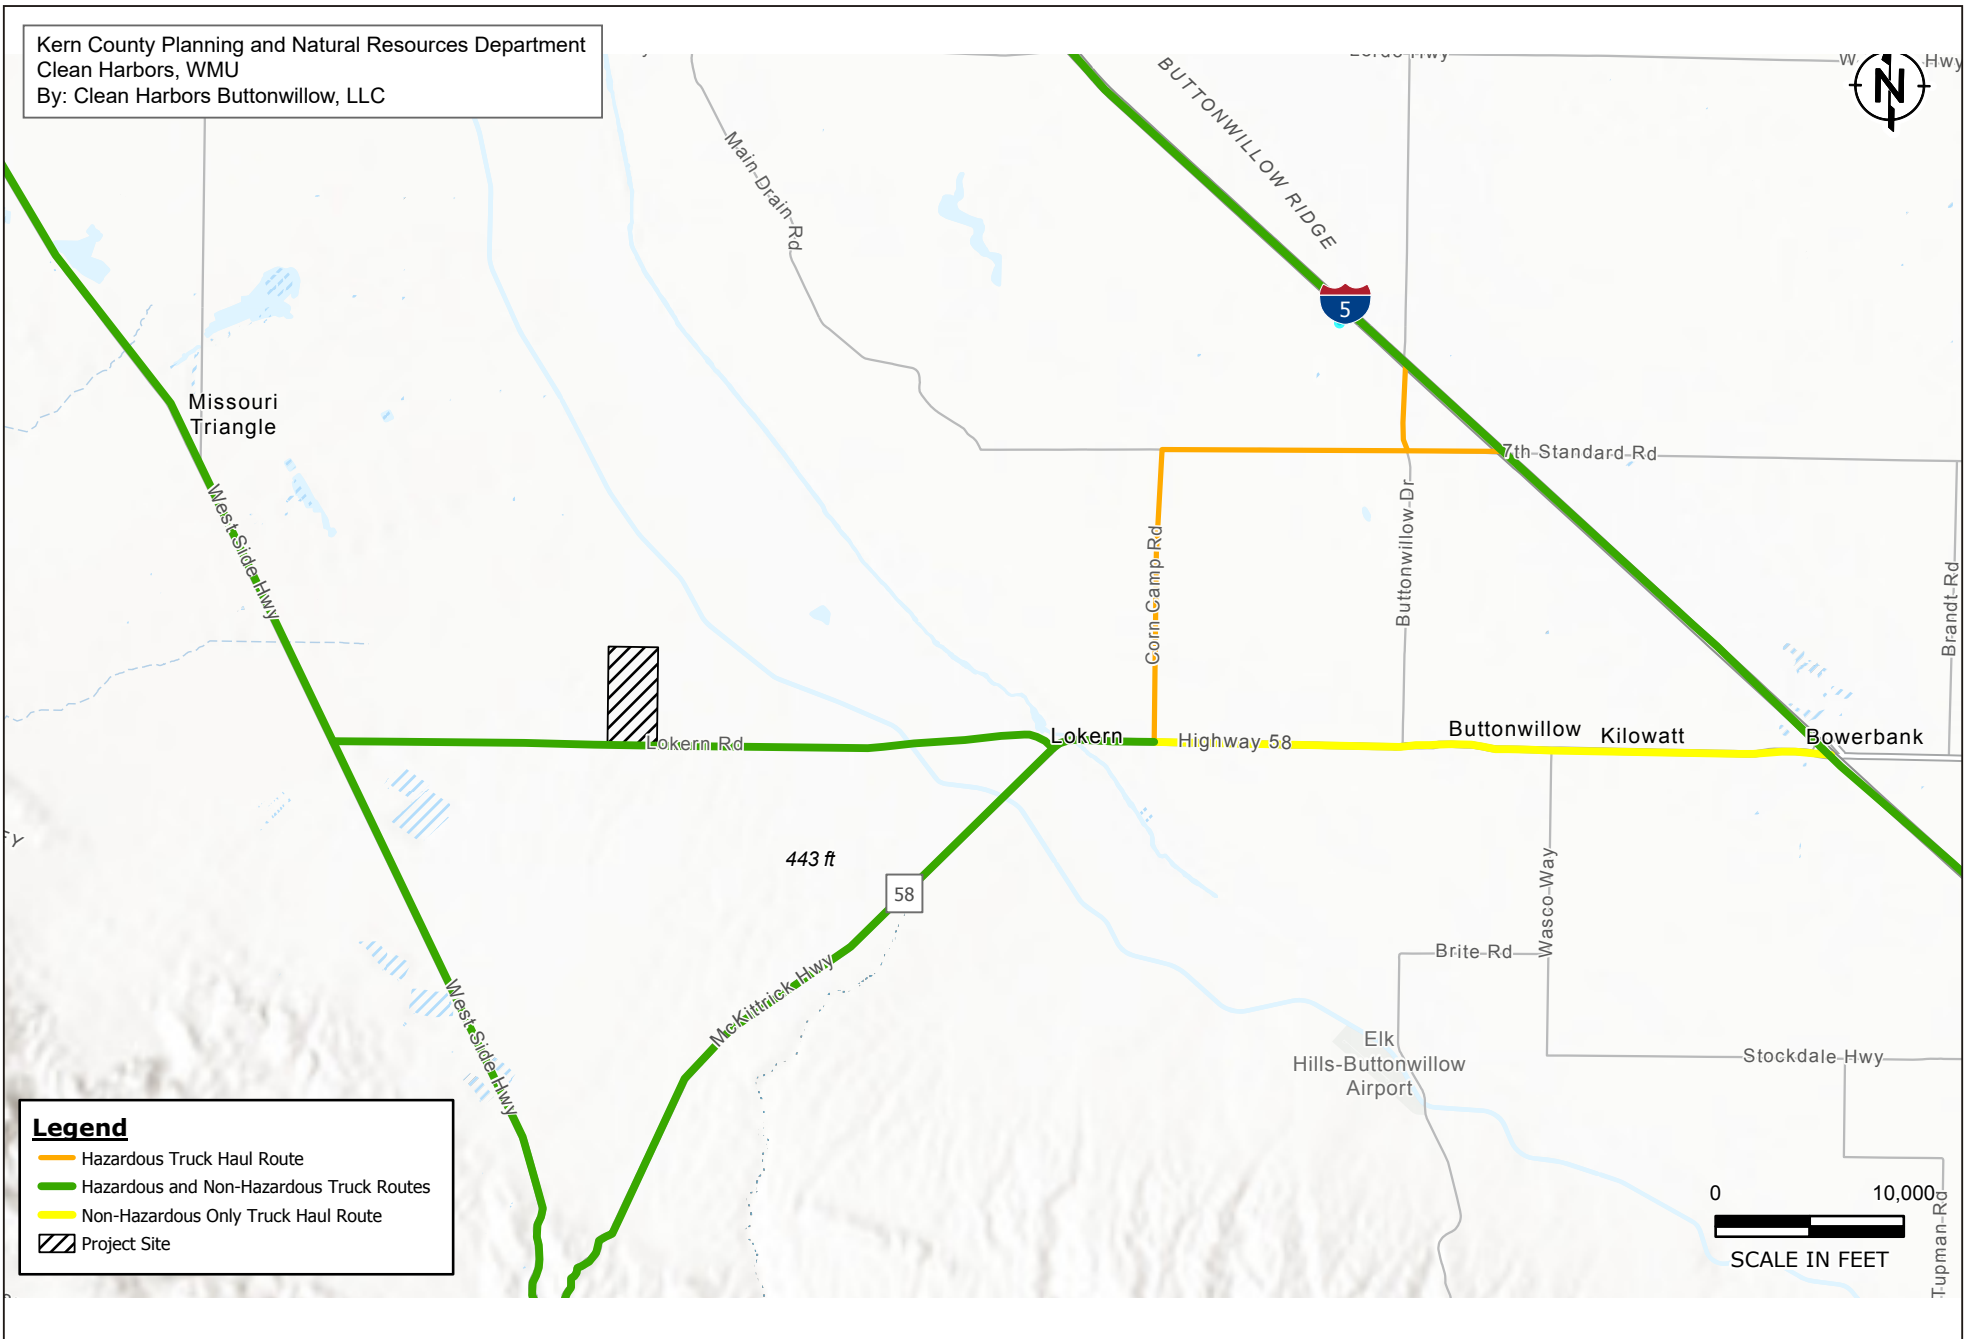 Kern County Planning and Natural Resources Department
Clean Harbors, WMU
By: Clean Harbors Buttonwillow, LLC
Hwy
W
Hwy
N
BUTTONWILLOW RIDGE
Main Drain Rd
5
Missouri
Triangle
7th Standard Rd
West Side Hwy
Corn Camp Rd
Buttonwillow Dr
Brandt Rd
Lokern Rd
Lokern
Highway 58
Buttonwillow
Kilowatt
Bowerbank
443 ft
58
Wasco Way
Brite Rd
McKittrick Hwy
West Side Hwy
Elk
Hills-Buttonwillow
Airport
Stockdale Hwy
Tupman Rd
Legend
Hazardous Truck Haul Route
Hazardous and Non-Hazardous Truck Routes
Non-Hazardous Only Truck Haul Route
Project Site
0 10,000
SCALE IN FEET